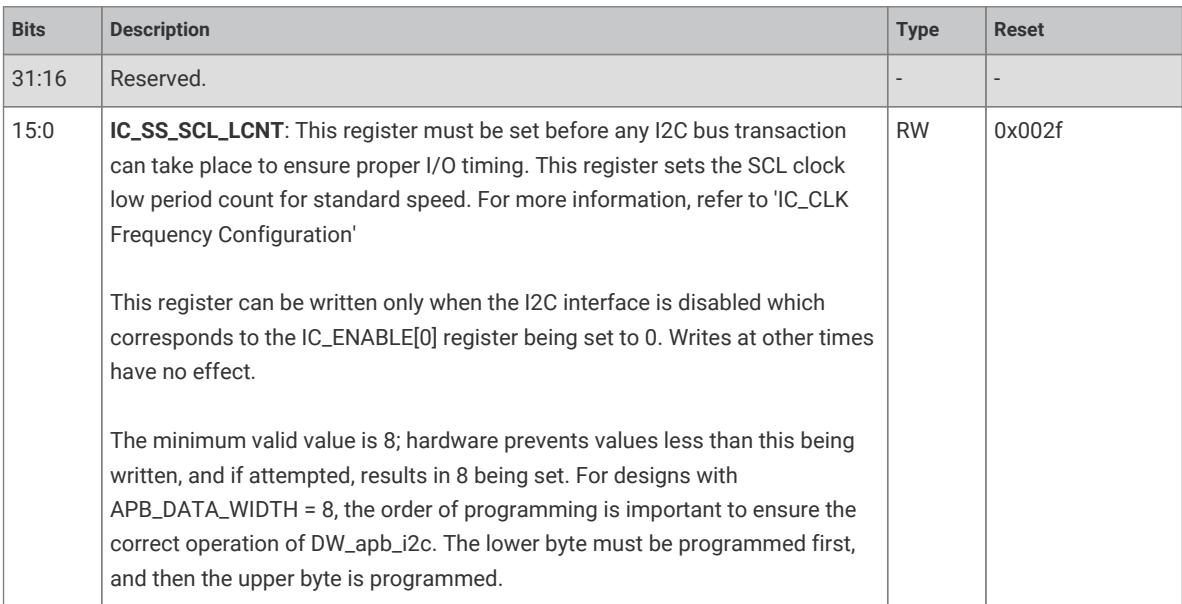 Bits Description Type Reset
31:16 Reserved. - -
15:0 IC_SS_SCL_LCNT: This register must be set before any I2C bus transaction RW 0x002f
can take place to ensure proper I/O timing. This register sets the SCL clock
low period count for standard speed. For more information, refer to 'IC_CLK
Frequency Configuration'
This register can be written only when the I2C interface is disabled which
corresponds to the IC_ENABLE[0] register being set to 0. Writes at other times
have no effect.
The minimum valid value is 8; hardware prevents values less than this being
written, and if attempted, results in 8 being set. For designs with
APB_DATA_WIDTH = 8, the order of programming is important to ensure the
correct operation of DW_apb_i2c. The lower byte must be programmed first,
and then the upper byte is programmed.